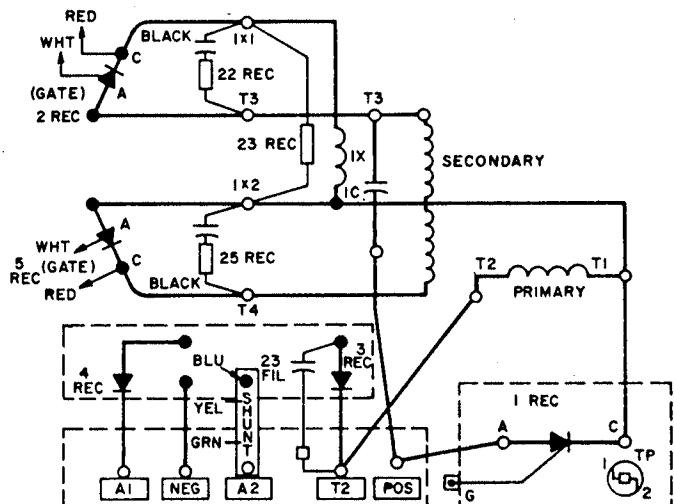 RED
WHT
BLACK
1X1
C
A
(GATE)
2 REC
22 REC
T3
T3
23 REC
1X
SECONDARY
1X2
1C
A
WHT
(GATE)
5
REC
C
RED
25 REC
BLACK
T4
T2
T1
PRIMARY
4
REC
BLU
23
FIL
3
REC
YEL
SHUNT
GRN
1 REC
A
C
TP
1
2
G
A1
NEG
A2
T2
POS